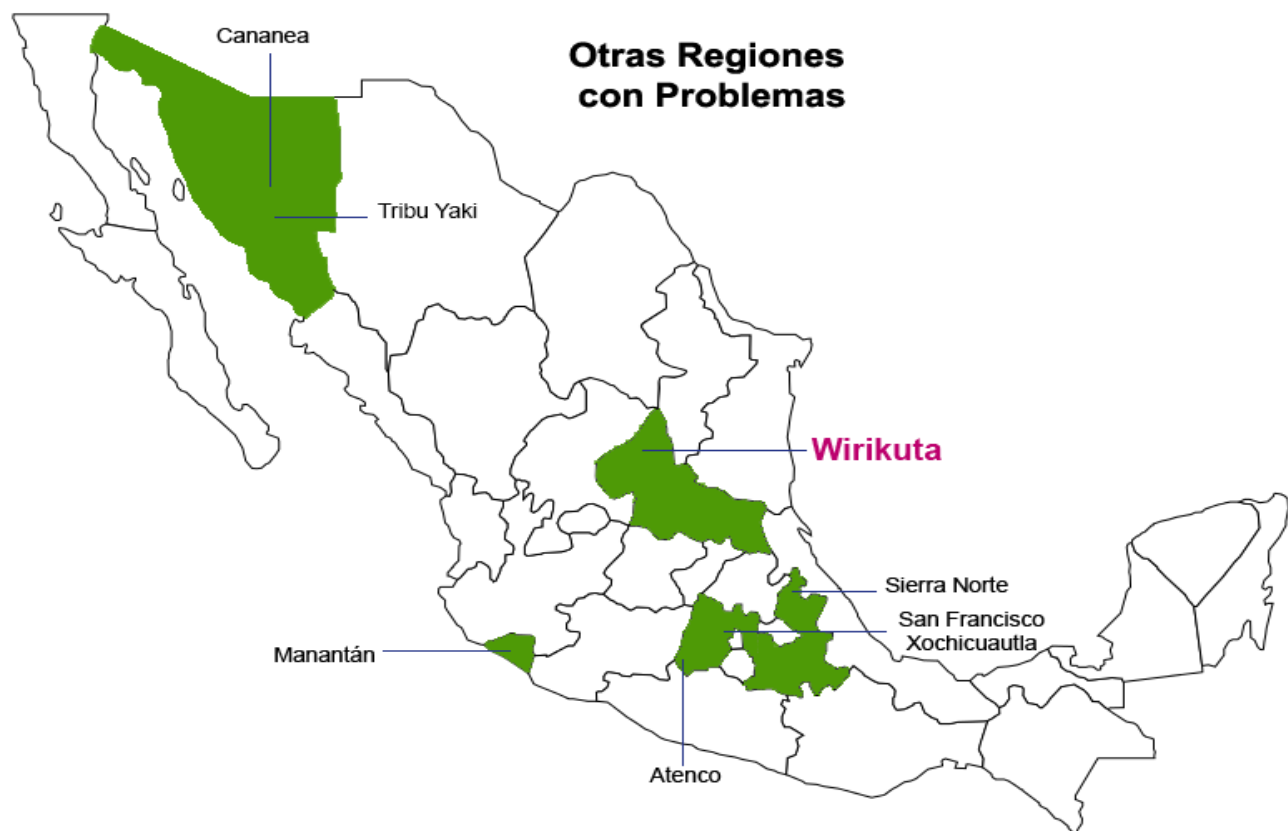 Cananea
Otras Regiones
con Problemas
Tribu Yaki
Wirikuta
Sierra Norte
San Francisco
Xochicuautla
Manantán
Atenco